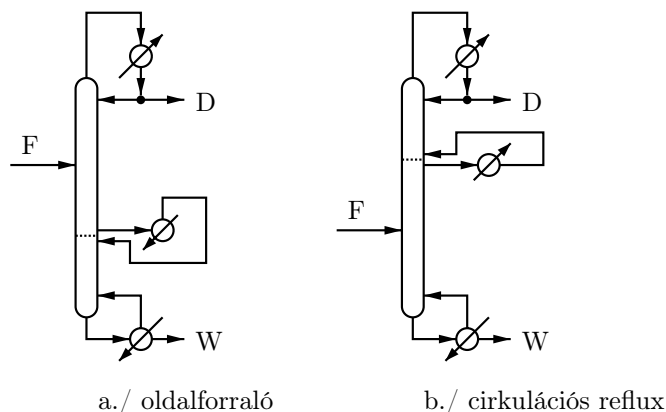 D
D
F
F
W
W
a./ oldalforraló
b./ cirkulációs reflux